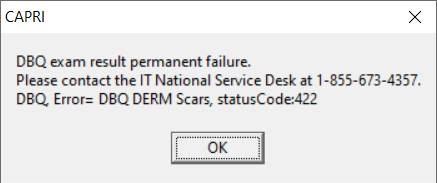 CAPRI
DBQ exam result permanent failure.
Please contact the IT National Service Desk at 1-855-673-4357.
DBQ, Error= DBQ DERM Scars, statusCode:422
OK